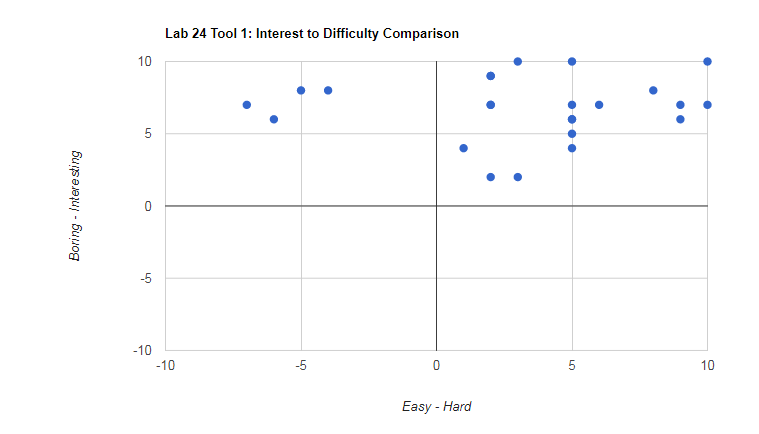 Lab 24 Tool 1: Interest to Difficulty Comparison
10
5
0
-5
-10
Boring - Interesting
-10 -5 0 5 10
Easy - Hard